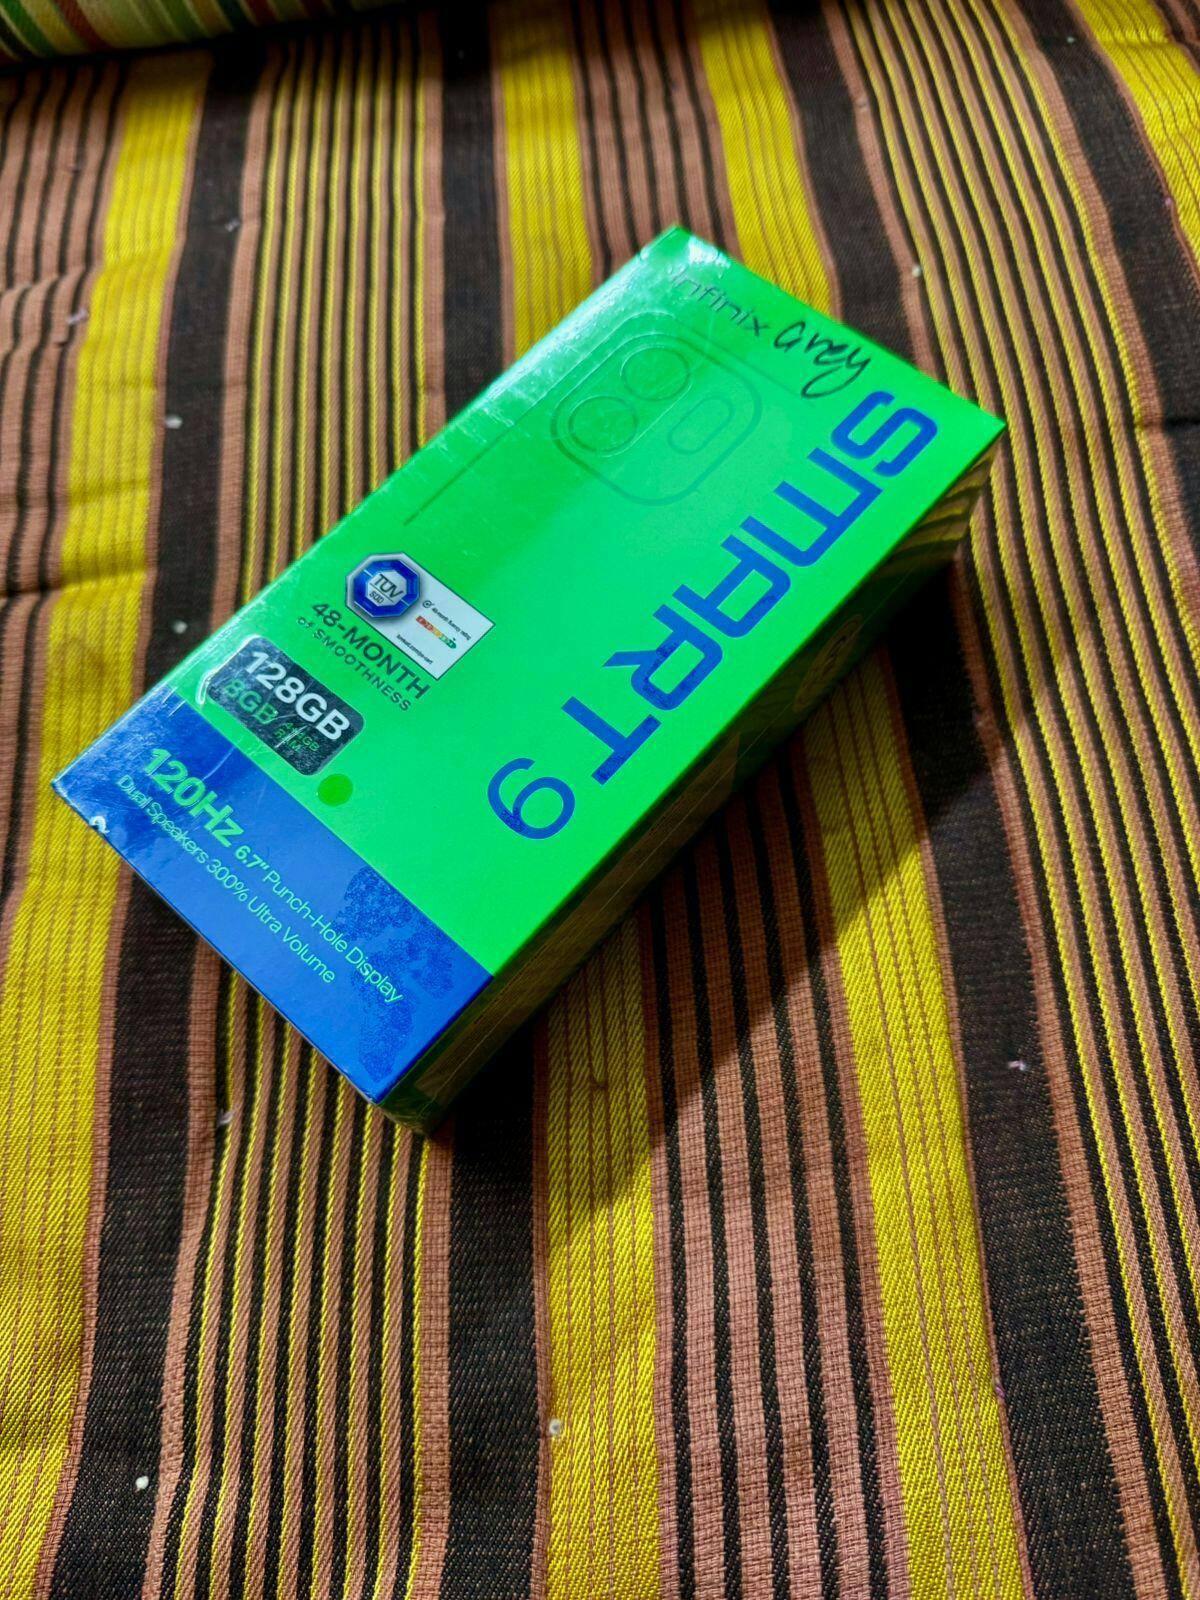 infinix
Grey
SMART 9
TÜV
SÜD
48-MONTH
of SMOOTHNESS
128GB
8GB
120Hz 6.7" Punch-Hole Display
Dual Speakers 300% Ultra Volume